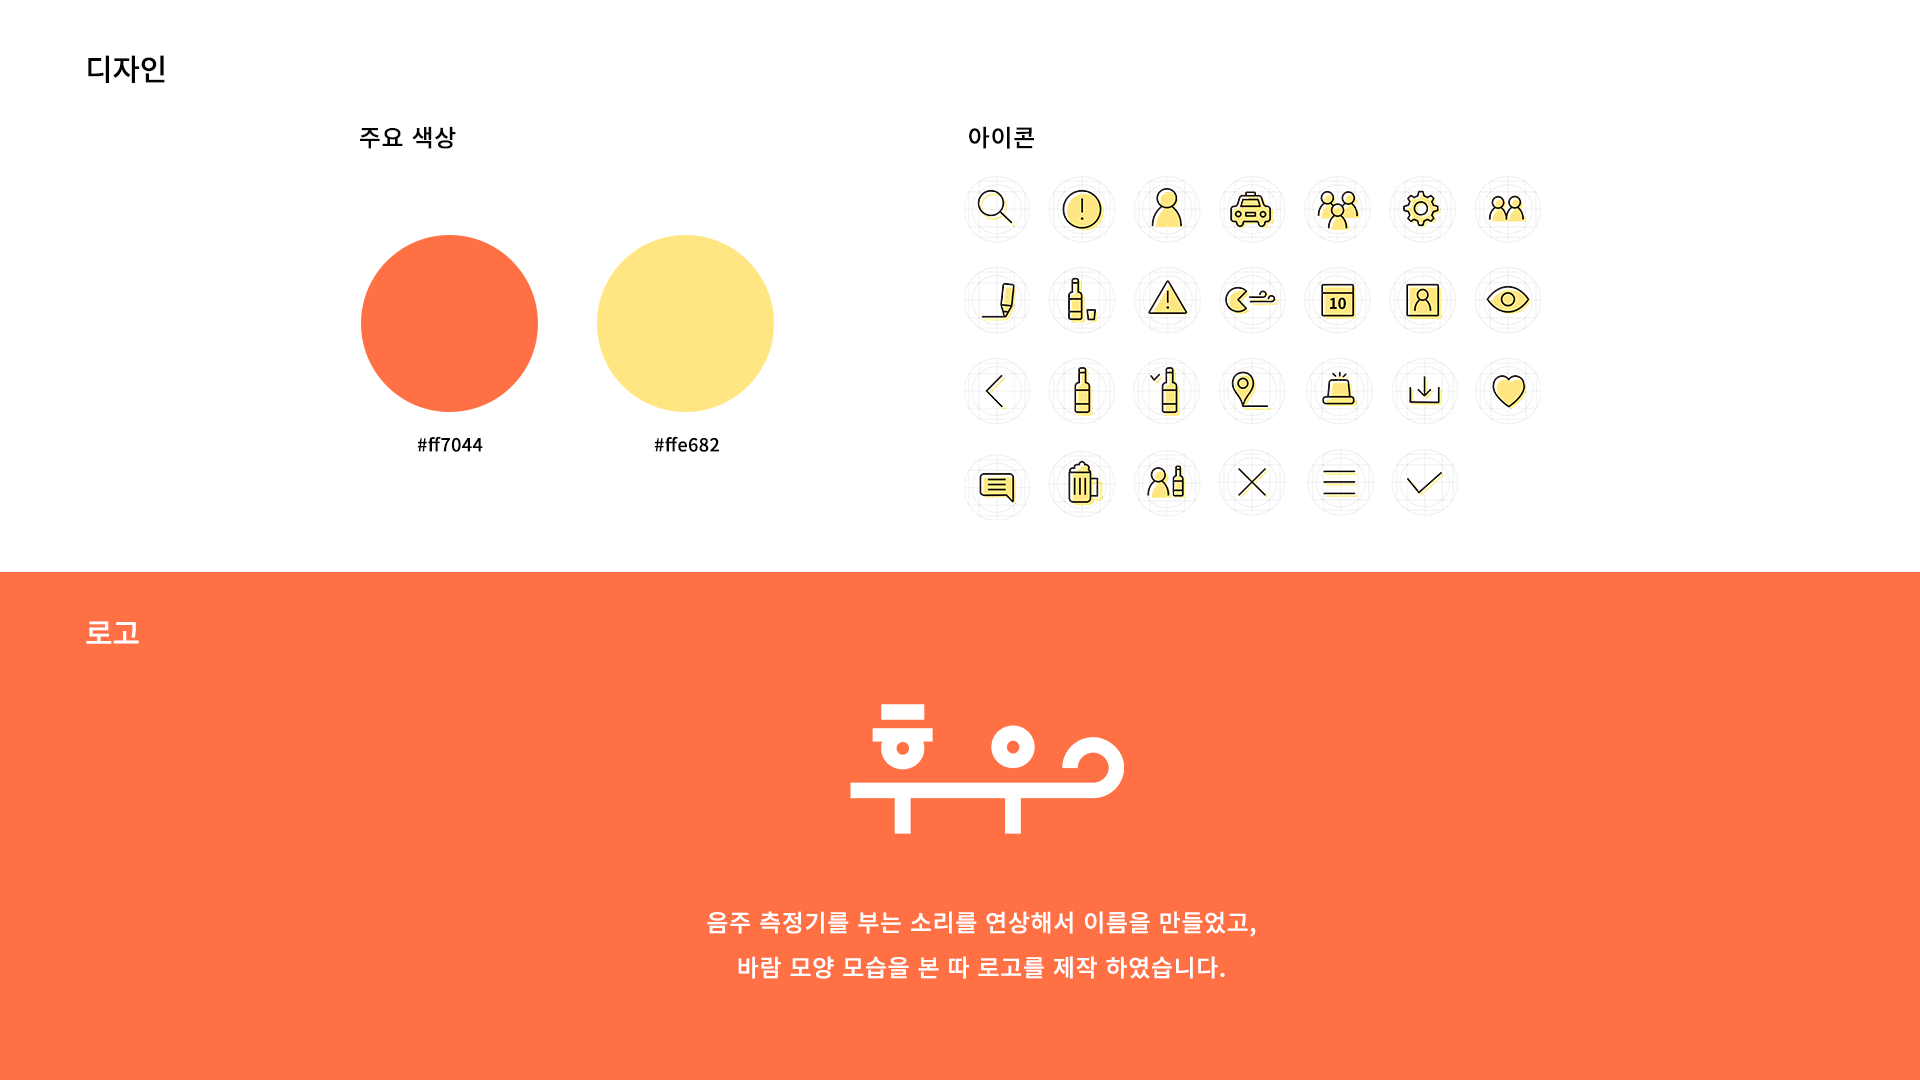 디자인
주요 색상
#ff7044
#ffe682
아이콘
10
로고
후우
음주 측정기를 부는 소리를 연상해서 이름을 만들었고,
바람 모양 모습을 본 따 로고를 제작 하였습니다.